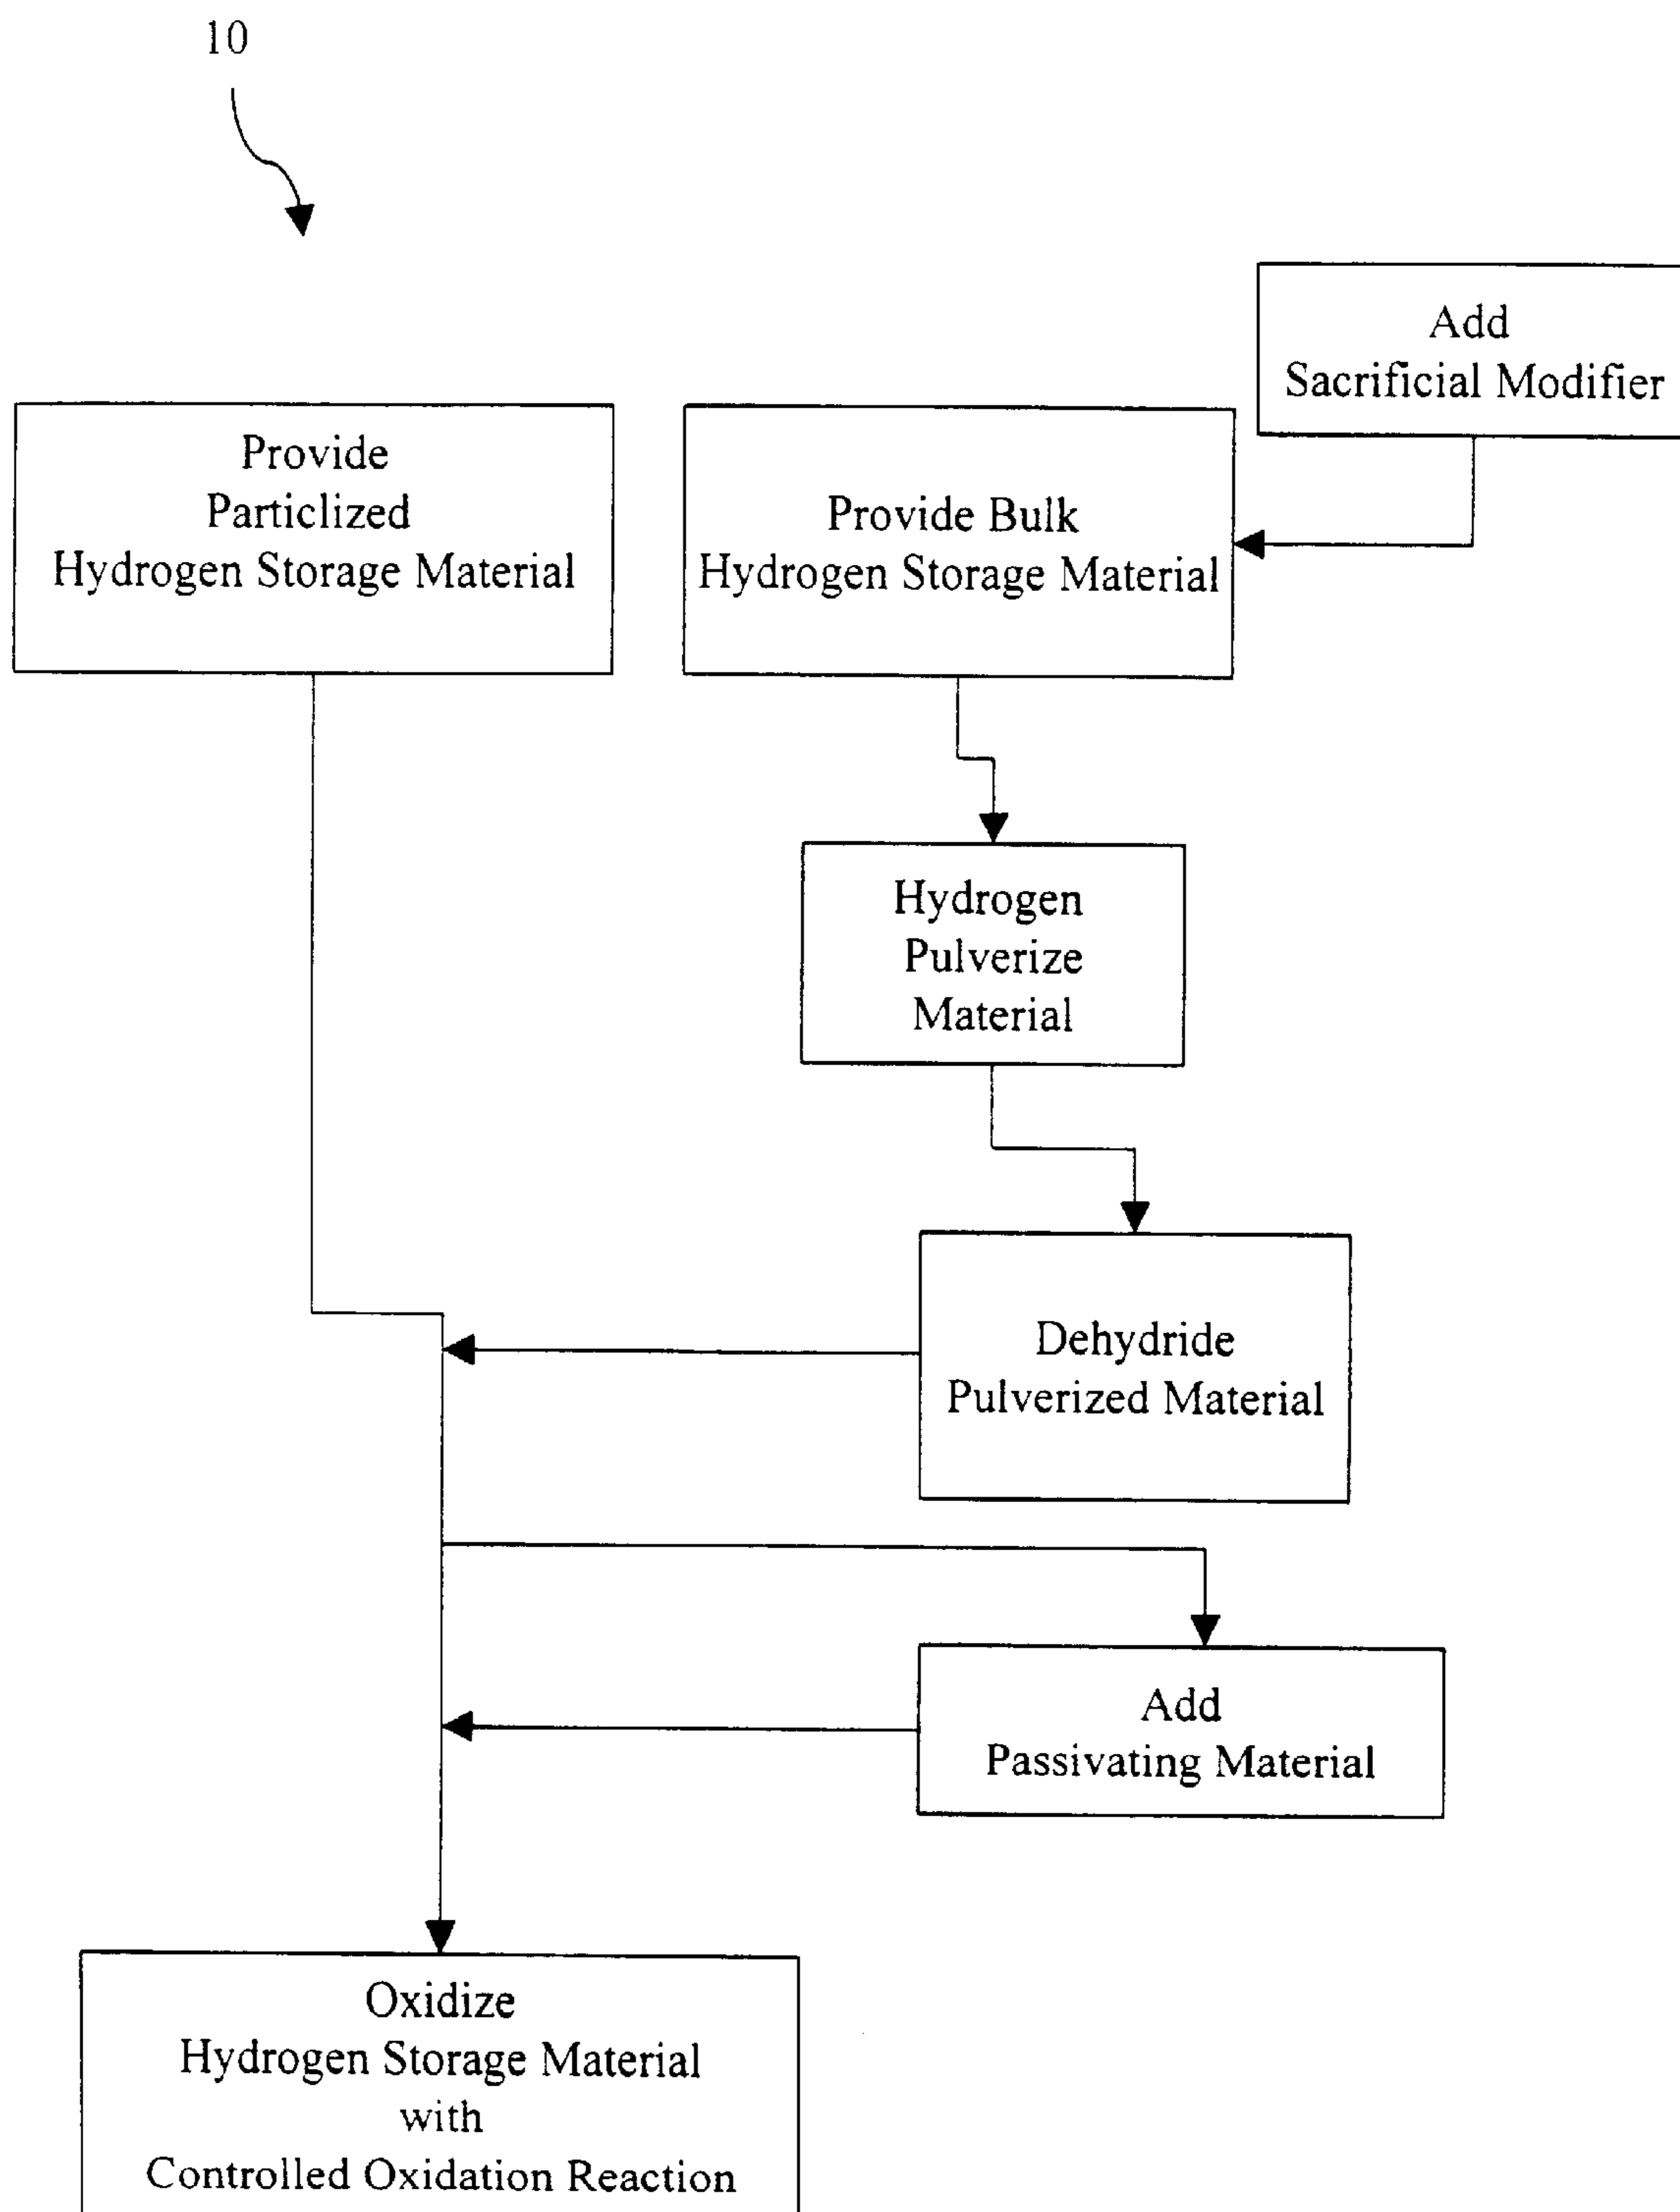 10
Add
Sacrificial Modifier
Provide
Particlized
Hydrogen Storage Material
Provide Bulk
Hydrogen Storage Material
Hydrogen
Pulverize
Material
Dehydride
Pulverized Material
Add
Passivating Material
Oxidize
Hydrogen Storage Material
with
Controlled Oxidation Reaction